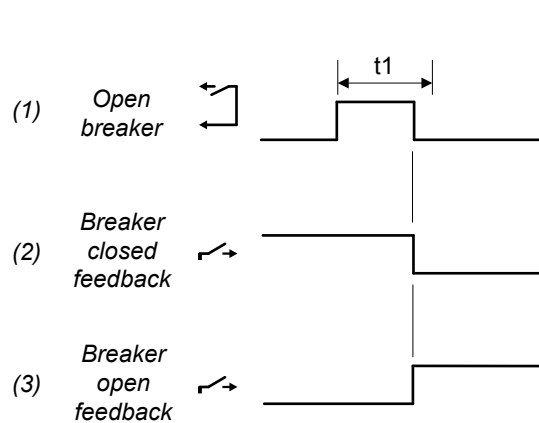 t1
(1) Open
breaker
Breaker
(2) closed
feedback
Breaker
(3) open
feedback